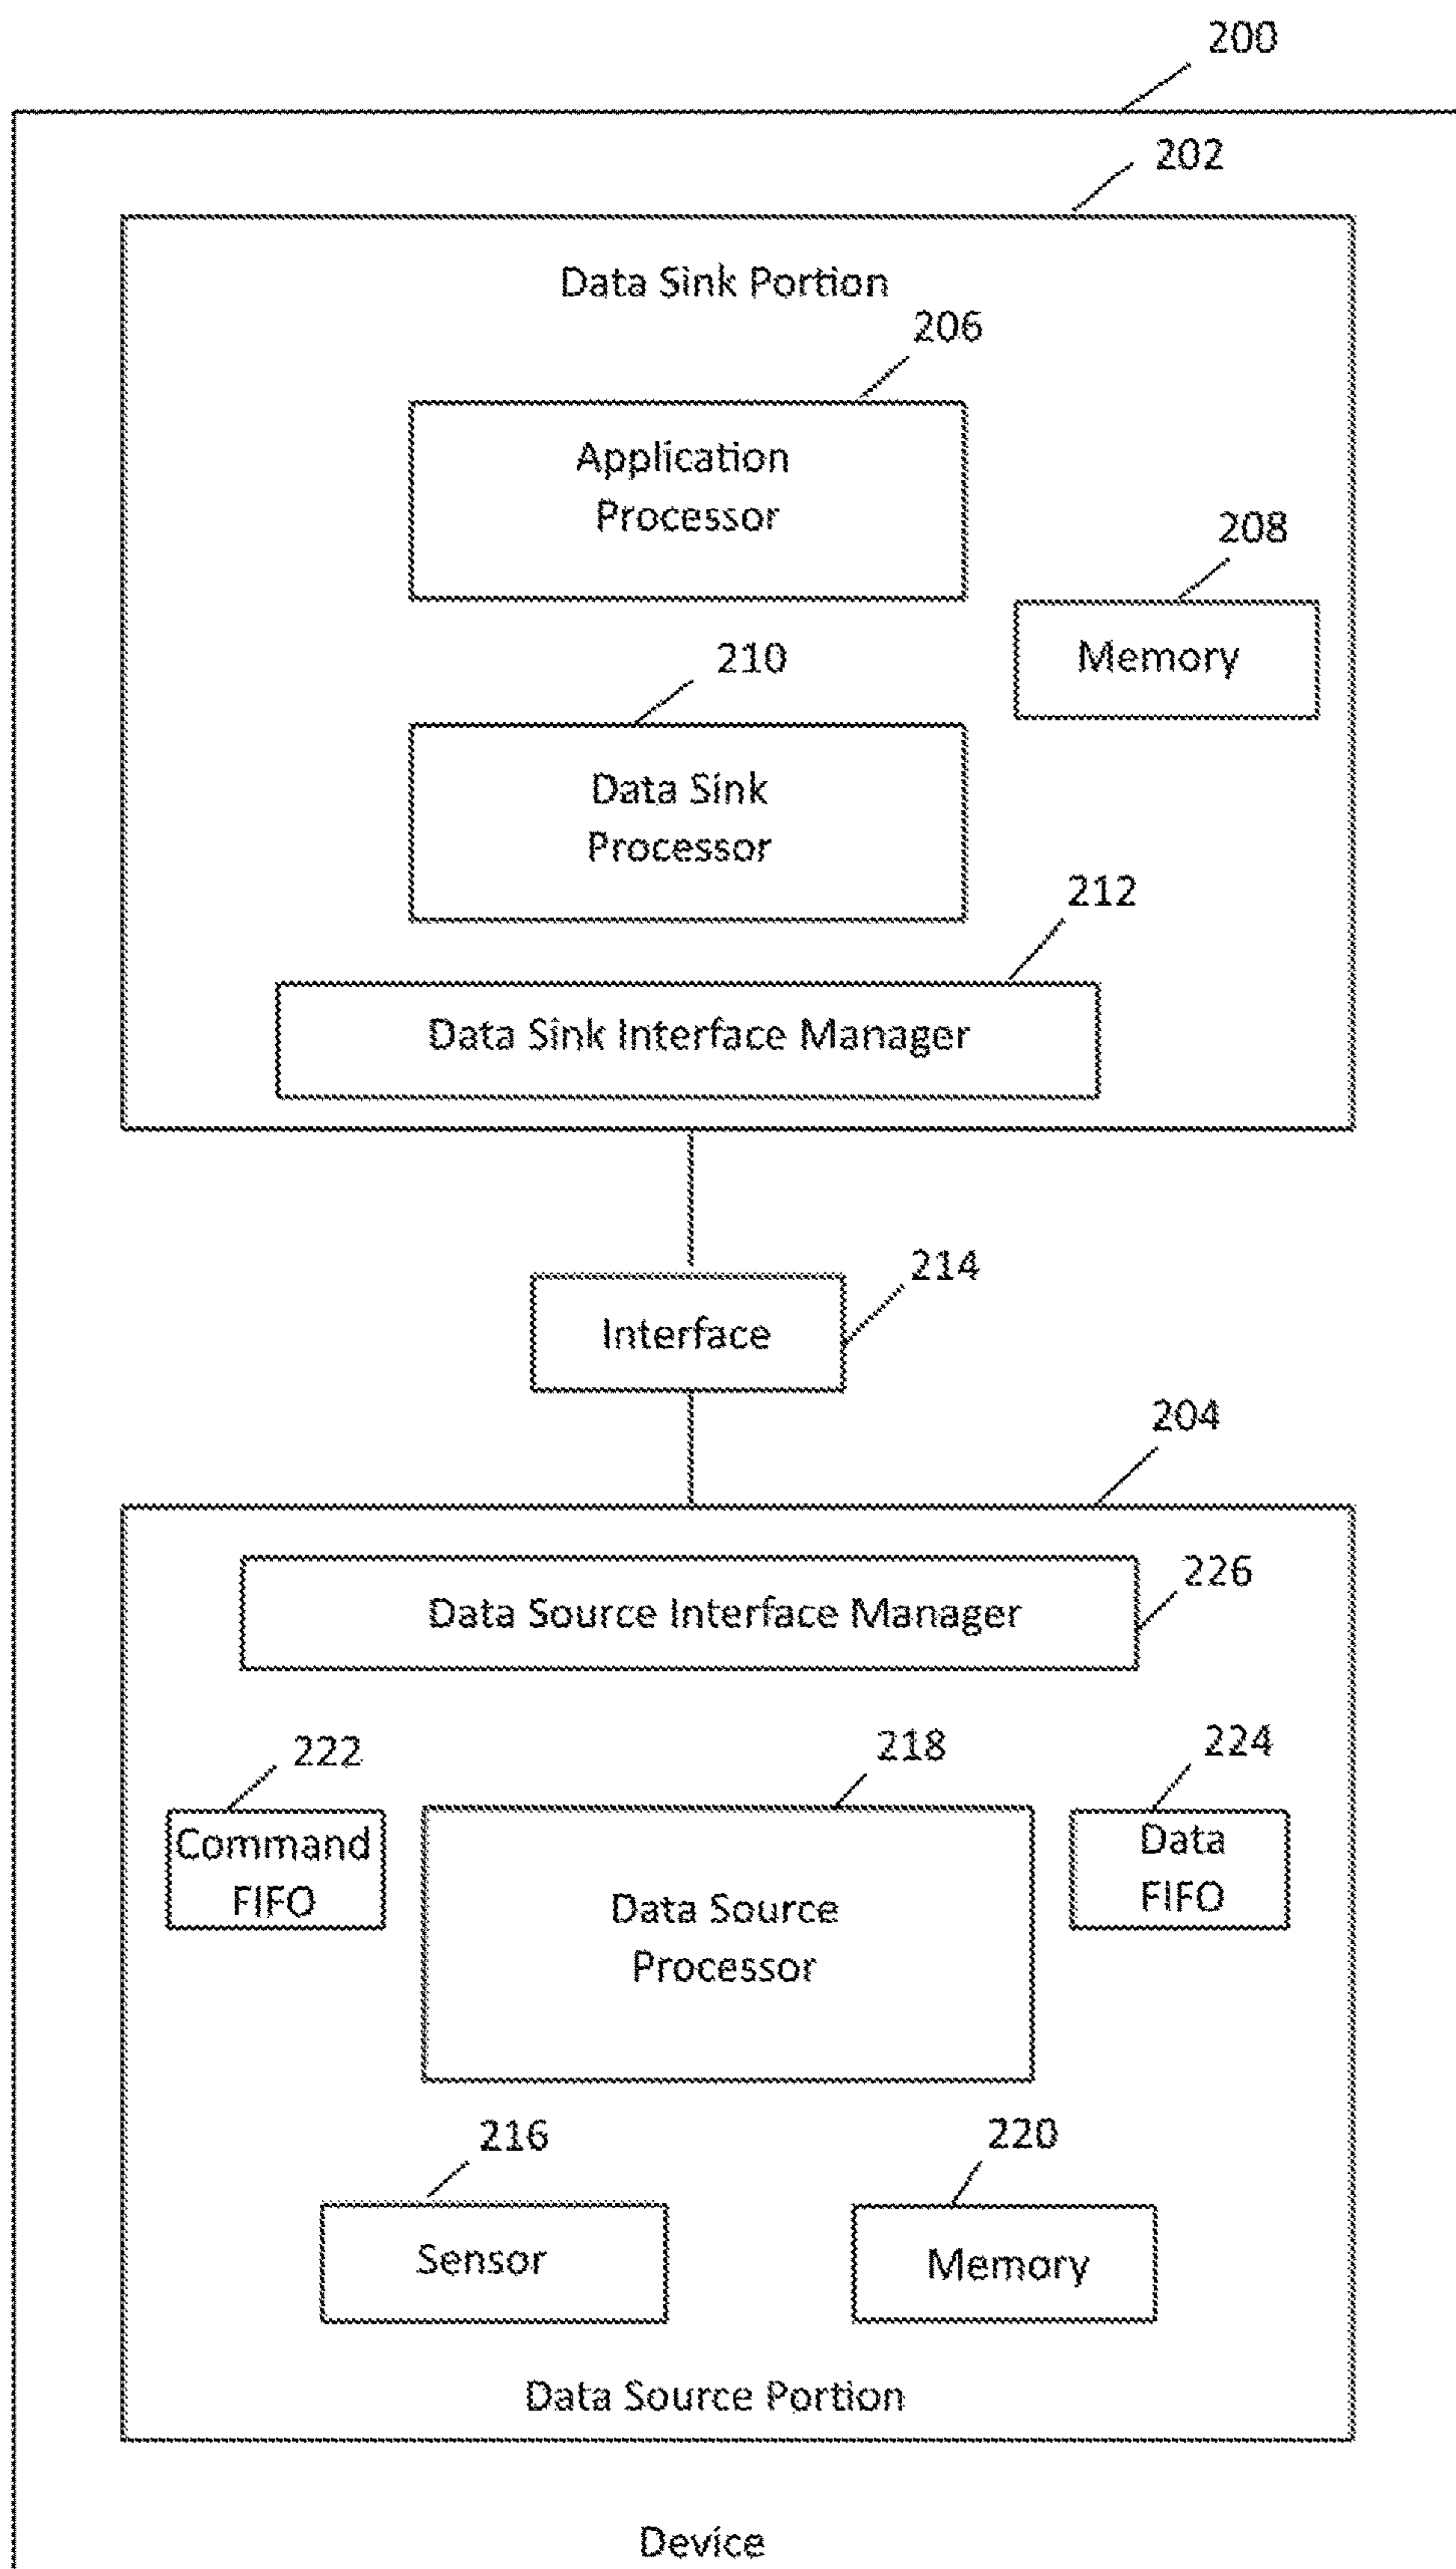 200
202
Data Sink Portion
206
Application
Processor
208
Memory
210
Data Sink
Processor
212
Data Sink Interface Manager
214
Interface
204
226
Data Source Interface Manager
222
218
224
Command
FIFO
Data Source
Processor
Data
FIFO
216
220
Sensor
Memory
Data Source Portion
Device